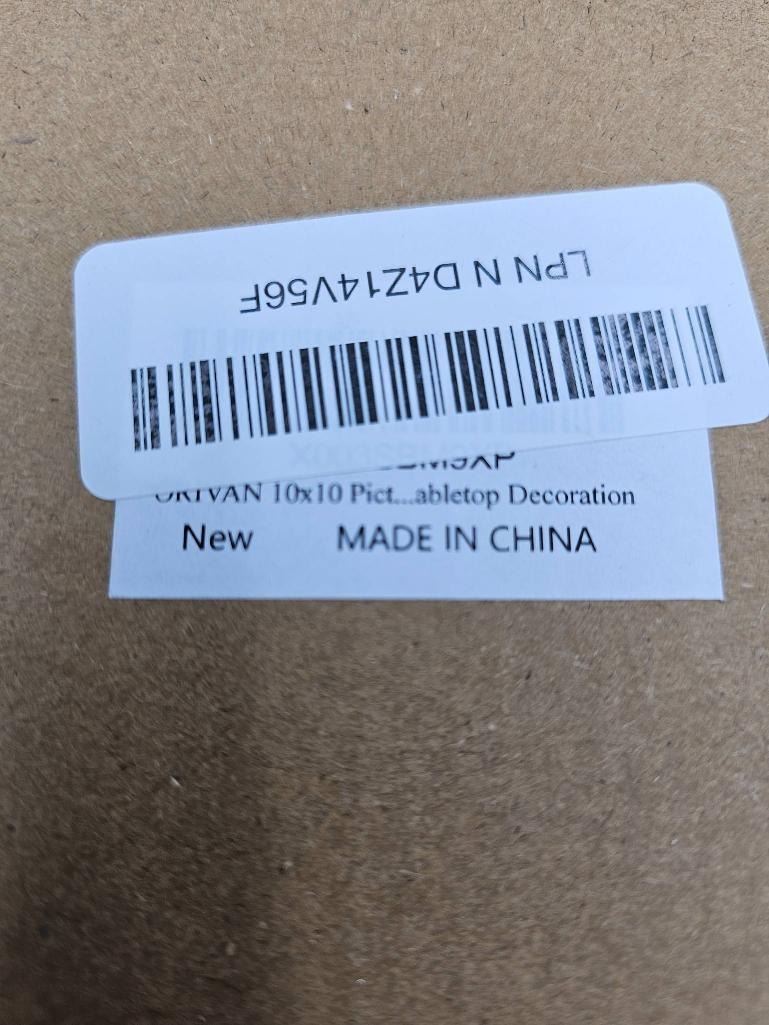 LPN N D4Z14V56F
10x10 Pict...abletop Decoration
New MADE IN CHINA